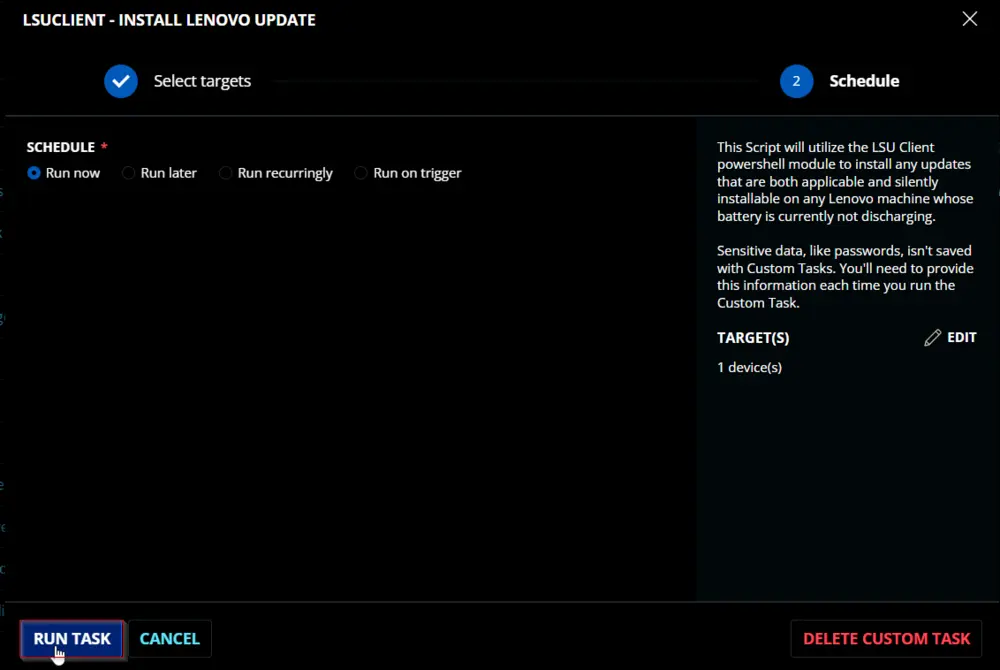 LSUCLIENT - INSTALL LENOVO UPDATE
Select targets
2
Schedule
SCHEDULE *
Run now
Run later
Run recurringly
Run on trigger
This Script will utilize the LSU Client
powershell module to install any updates
that are both applicable and silently
installable on any Lenovo machine whose
battery is currently not discharging.
Sensitive data, like passwords, isn't saved
with Custom Tasks. You'll need to provide
this information each time you run the
Custom Task.
TARGET(S)
EDIT
1 device(s)
RUN TASK
CANCEL
DELETE CUSTOM TASK